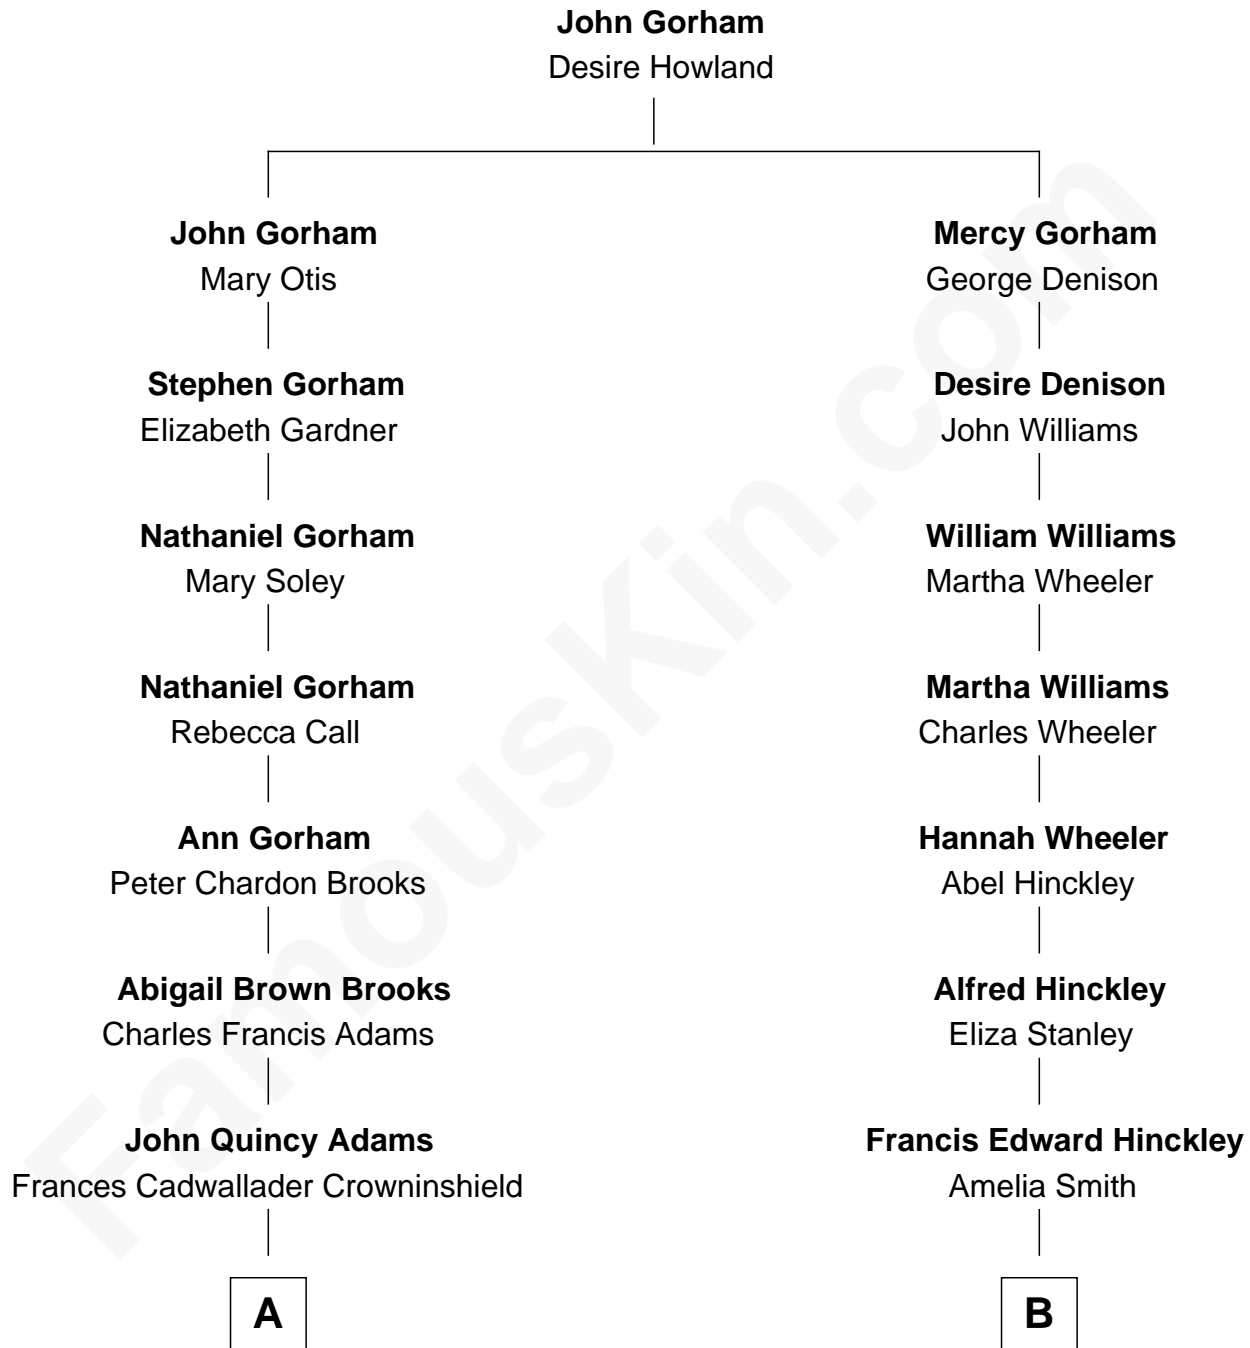 John Gorham
Desire Howland
John Gorham
Mary Otis
Mercy Gorham
George Denison
Stephen Gorham
Elizabeth Gardner
Desire Denison
John Williams
Nathaniel Gorham
Mary Soley
William Williams
Martha Wheeler
Nathaniel Gorham
Rebecca Call
Martha Williams
Charles Wheeler
Ann Gorham
Peter Chardon Brooks
Hannah Wheeler
Abel Hinckley
Abigail Brown Brooks
Charles Francis Adams
Alfred Hinckley
Eliza Stanley
John Quincy Adams
Frances Cadwallader Crowninshield
Francis Edward Hinckley
Amelia Smith
A
B
FamousKin.com